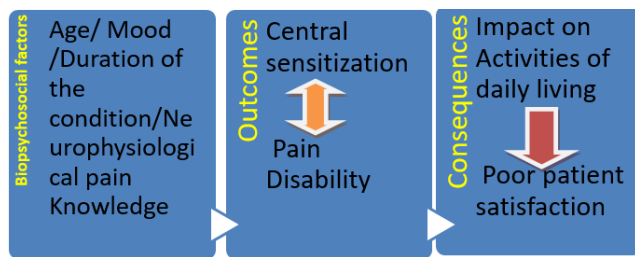 Biopsychosocial factors
Age/ Mood
/Duration of
the
condition/Ne
urophysiologi
cal pain
Knowledge
Outcomes
Central
sensitization
Pain
Disability
Consequences
Impact on
Activities of
daily living
Poor patient
satisfaction